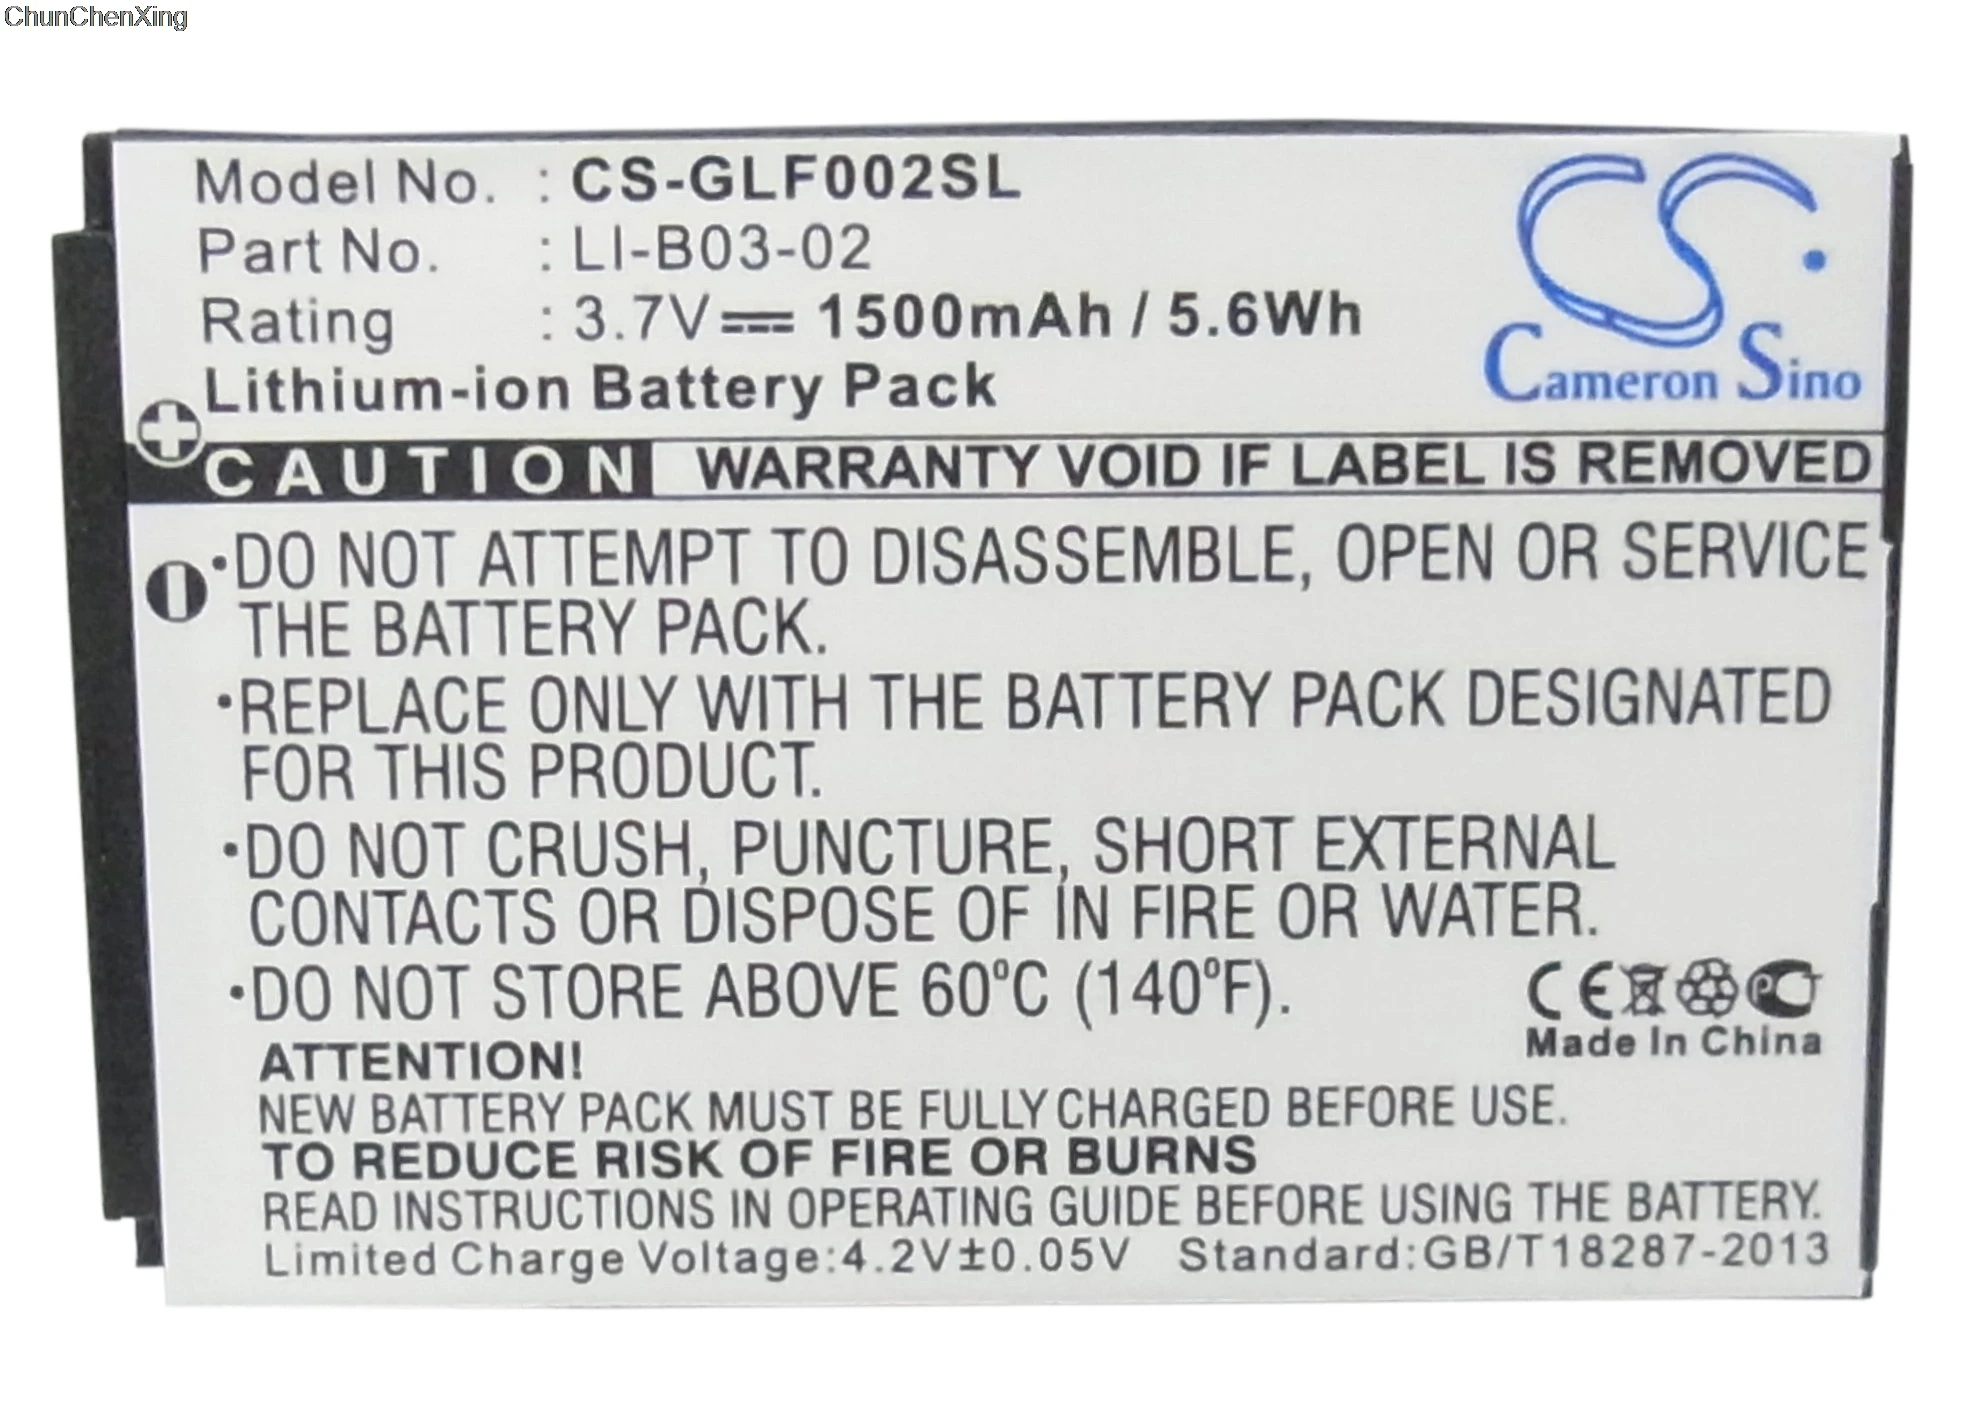 ChunChenXing
Model No. : CS-GLF002SL
Part No. : LI-B03-02
Rating : 3.7V 1500mAh / 5.6Wh
Lithium-ion Battery Pack
CS
Cameron Sino
CAUTION WARRANTY VOID IF LABEL IS REMOVED
•DO NOT ATTEMPT TO DISASSEMBLE, OPEN OR SERVICE
THE BATTERY PACK.
•REPLACE ONLY WITH THE BATTERY PACK DESIGNATED
FOR THIS PRODUCT.
•DO NOT CRUSH, PUNCTURE, SHORT EXTERNAL
CONTACTS OR DISPOSE OF IN FIRE OR WATER.
•DO NOT STORE ABOVE 60°C (140°F).
CE PC
Made In China
ATTENTION!
NEW BATTERY PACK MUST BE FULLY CHARGED BEFORE USE.
TO REDUCE RISK OF FIRE OR BURNS
READ INSTRUCTIONS IN OPERATING GUIDE BEFORE USING THE BATTERY.
Limited Charge Voltage:4.2V±0.05V Standard:GB/T18287-2013